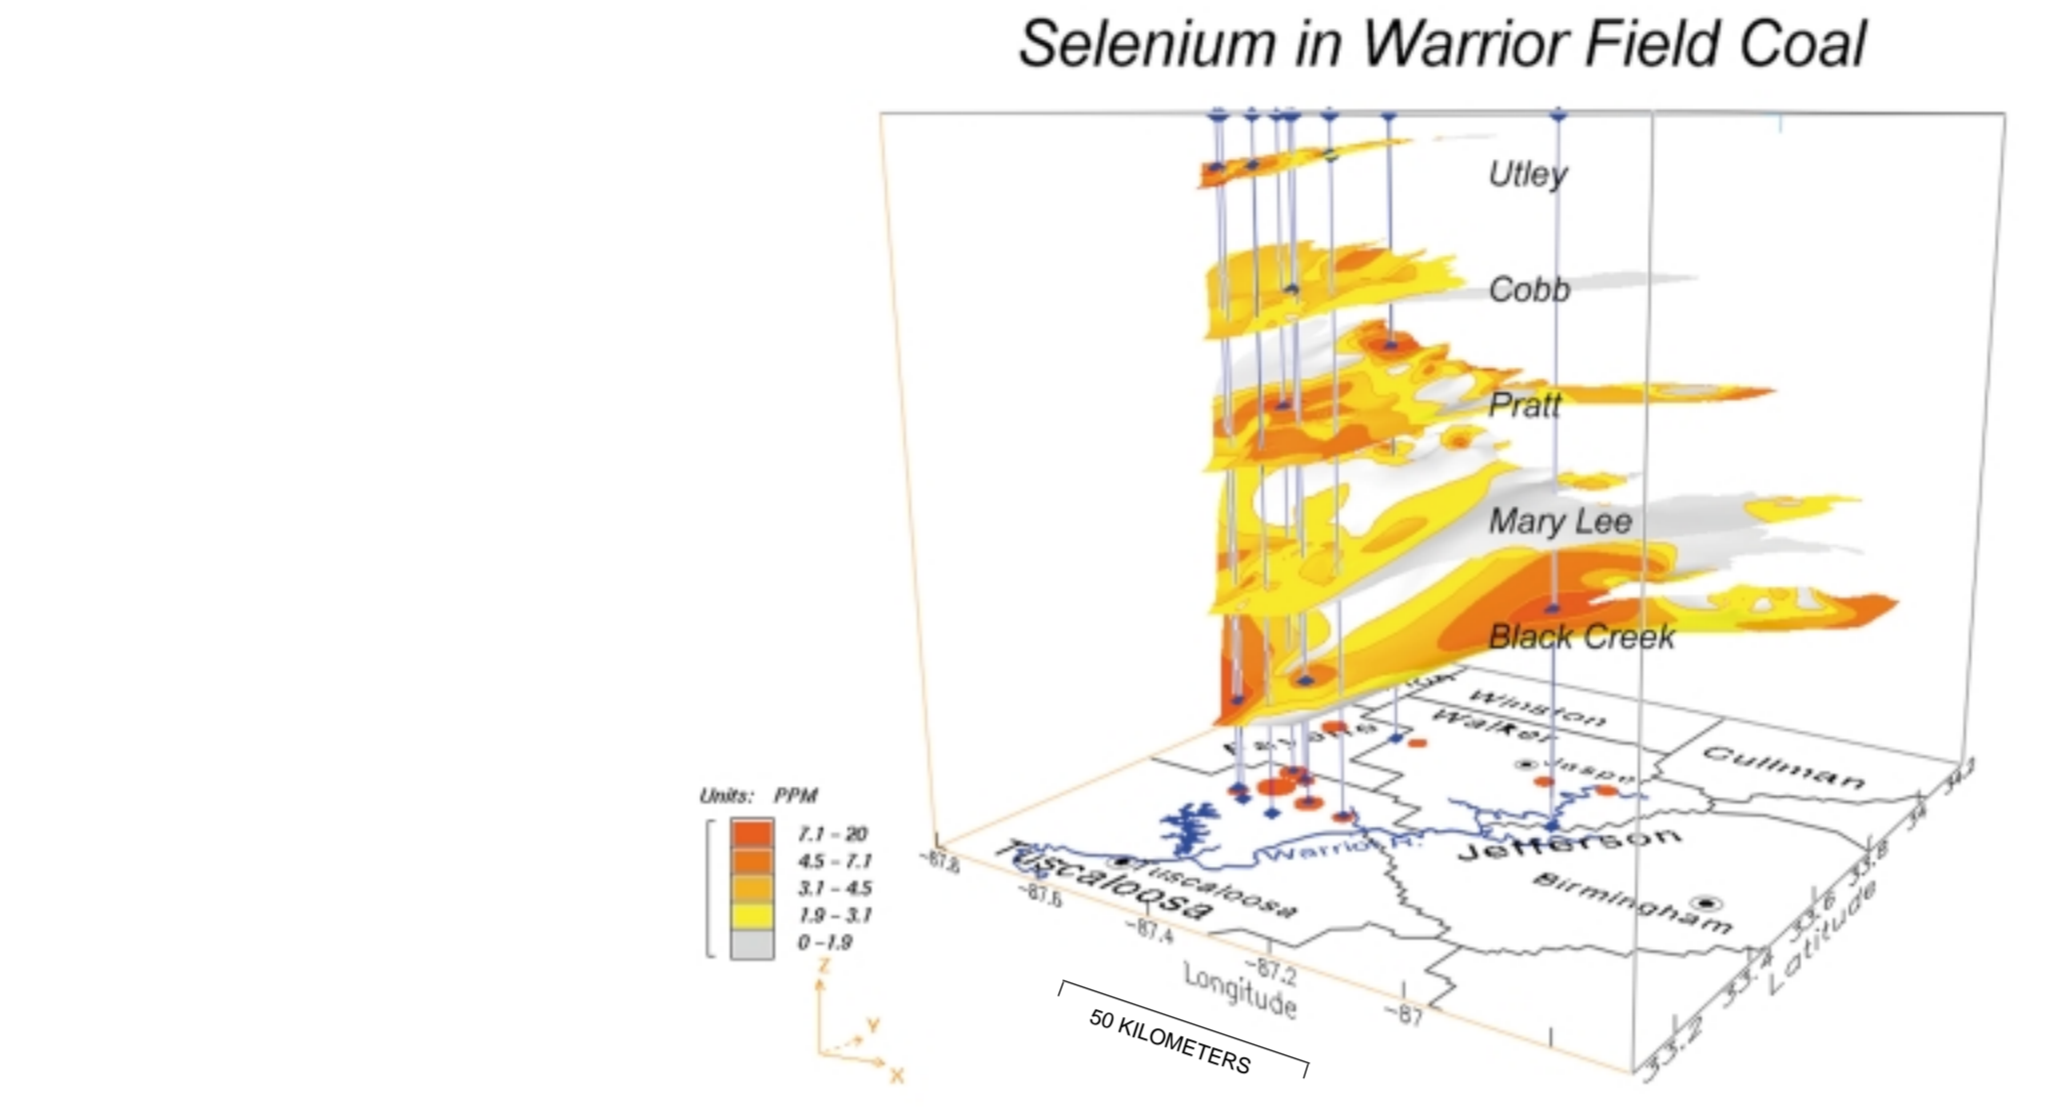 Selenium in Warrior Field Coal
Utley
Cobb
Pratt
Mary Lee
Black Creek
Winston
Walker
Cullman
Fayette
Jaspe
Units: PPM
7.1 - 20
4.5 - 7.1
3.1 - 4.5
1.9 - 3.1
0 - 1.9
Z
Y
X
Jefferson
Warrior R.
Tuscaloosa
Tuscaloosa
Birmingham
-87.8
-87.6
-87.4
-87.2
-87
Longitude
34.2
34
33.8
33.6
33.4
33.2
Latitude
50 KILOMETERS